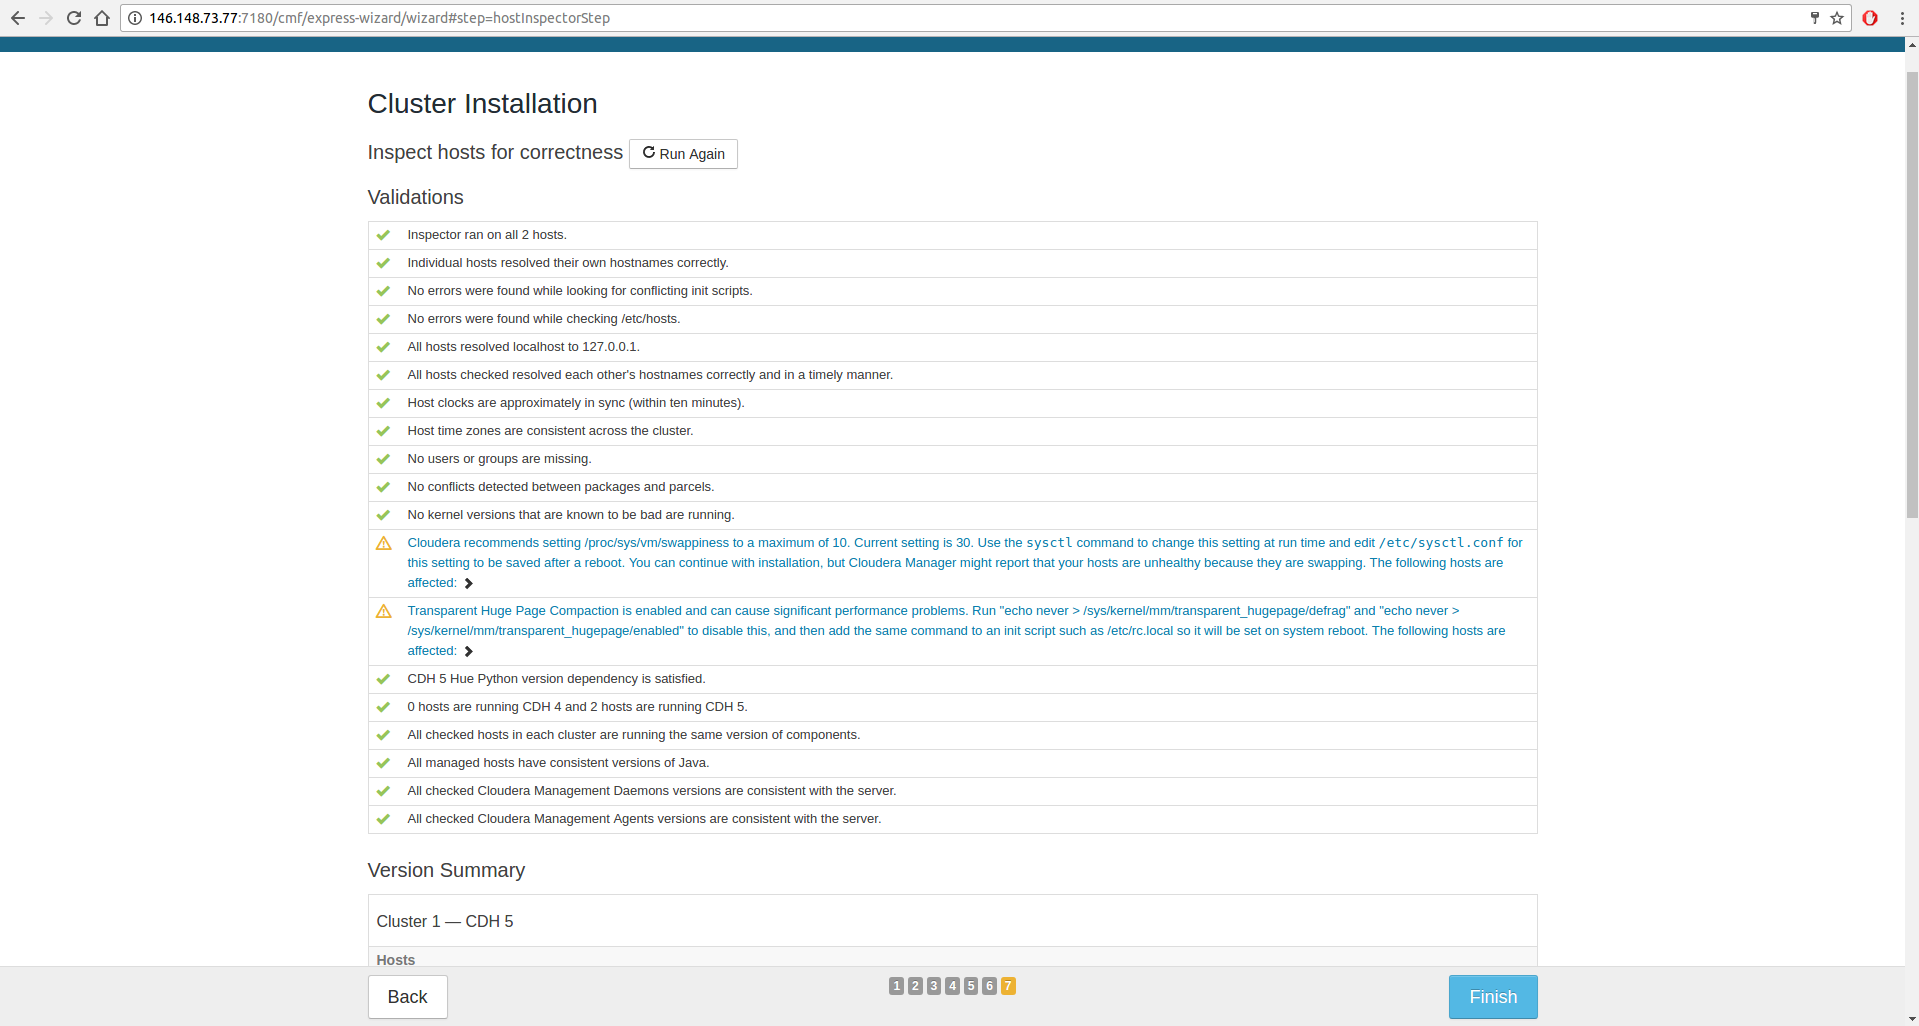 146.148.73.77:7180/cmf/express-wizard/wizard#step=hostInspectorStep
Cluster Installation
Inspect hosts for correctness Run Again
Validations
Inspector ran on all 2 hosts.
Individual hosts resolved their own hostnames correctly.
No errors were found while looking for conflicting init scripts.
No errors were found while checking /etc/hosts.
All hosts resolved localhost to 127.0.0.1.
All hosts checked resolved each other's hostnames correctly and in a timely manner.
Host clocks are approximately in sync (within ten minutes).
Host time zones are consistent across the cluster.
No users or groups are missing.
No conflicts detected between packages and parcels.
No kernel versions that are known to be bad are running.
Cloudera recommends setting /proc/sys/vm/swappiness to a maximum of 10. Current setting is 30. Use the sysctl command to change this setting at run time and edit /etc/sysctl.conf for
this setting to be saved after a reboot. You can continue with installation, but Cloudera Manager might report that your hosts are unhealthy because they are swapping. The following hosts are
affected:
Transparent Huge Page Compaction is enabled and can cause significant performance problems. Run "echo never > /sys/kernel/mm/transparent_hugepage/defrag" and "echo never >
/sys/kernel/mm/transparent_hugepage/enabled" to disable this, and then add the same command to an init script such as /etc/rc.local so it will be set on system reboot. The following hosts are
affected:
CDH 5 Hue Python version dependency is satisfied.
0 hosts are running CDH 4 and 2 hosts are running CDH 5.
All checked hosts in each cluster are running the same version of components.
All managed hosts have consistent versions of Java.
All checked Cloudera Management Daemons versions are consistent with the server.
All checked Cloudera Management Agents versions are consistent with the server.
Version Summary
Cluster 1 — CDH 5
Hosts
Back 1 2 3 4 5 6 7 Finish